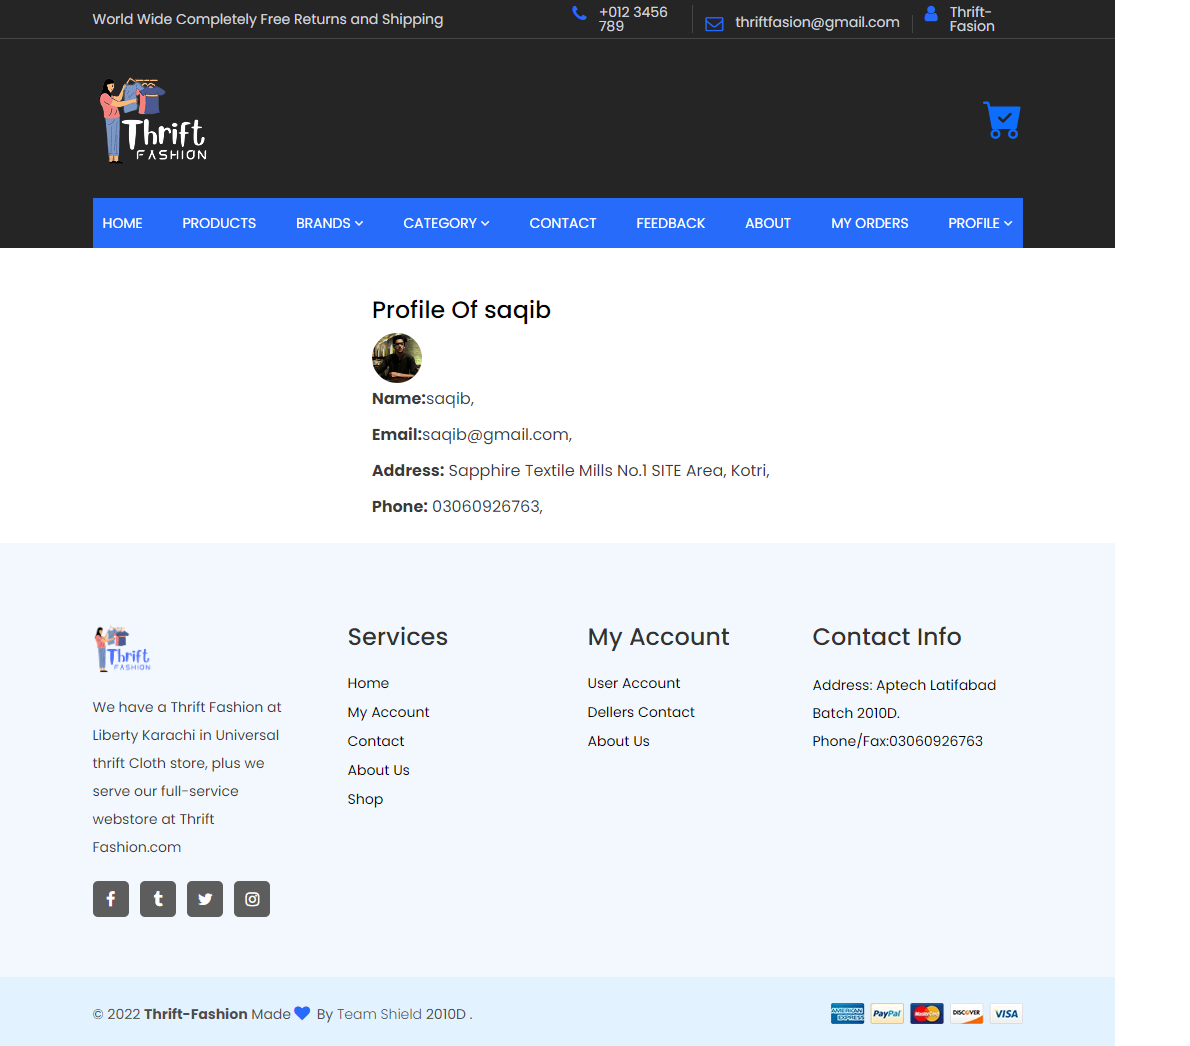 World Wide Completely Free Returns and Shipping
+012 3456
789
thriftfasion@gmail.com
Thrift-
Fasion
Thrift
FASHION
HOME PRODUCTS BRANDS CATEGORY CONTACT FEEDBACK ABOUT MY ORDERS PROFILE
Profile Of saqib
Name:saqib,
Email:saqib@gmail.com,
Address: Sapphire Textile Mills No.1 SITE Area, Kotri,
Phone: 03060926763,
Thrift
FASHION
We have a Thrift Fashion at
Liberty Karachi in Universal
thrift Cloth store, plus we
serve our full-service
webstore at Thrift
Fashion.com
Services
Home
My Account
Contact
About Us
Shop
My Account
User Account
Dellers Contact
About Us
Contact Info
Address: Aptech Latifabad
Batch 2010D.
Phone/Fax:03060926763
© 2022 Thrift-Fashion Made By Team Shield 2010D .
AMERICAN
EXPRESS
PayPal
MasterCard
DISCOVER
VISA